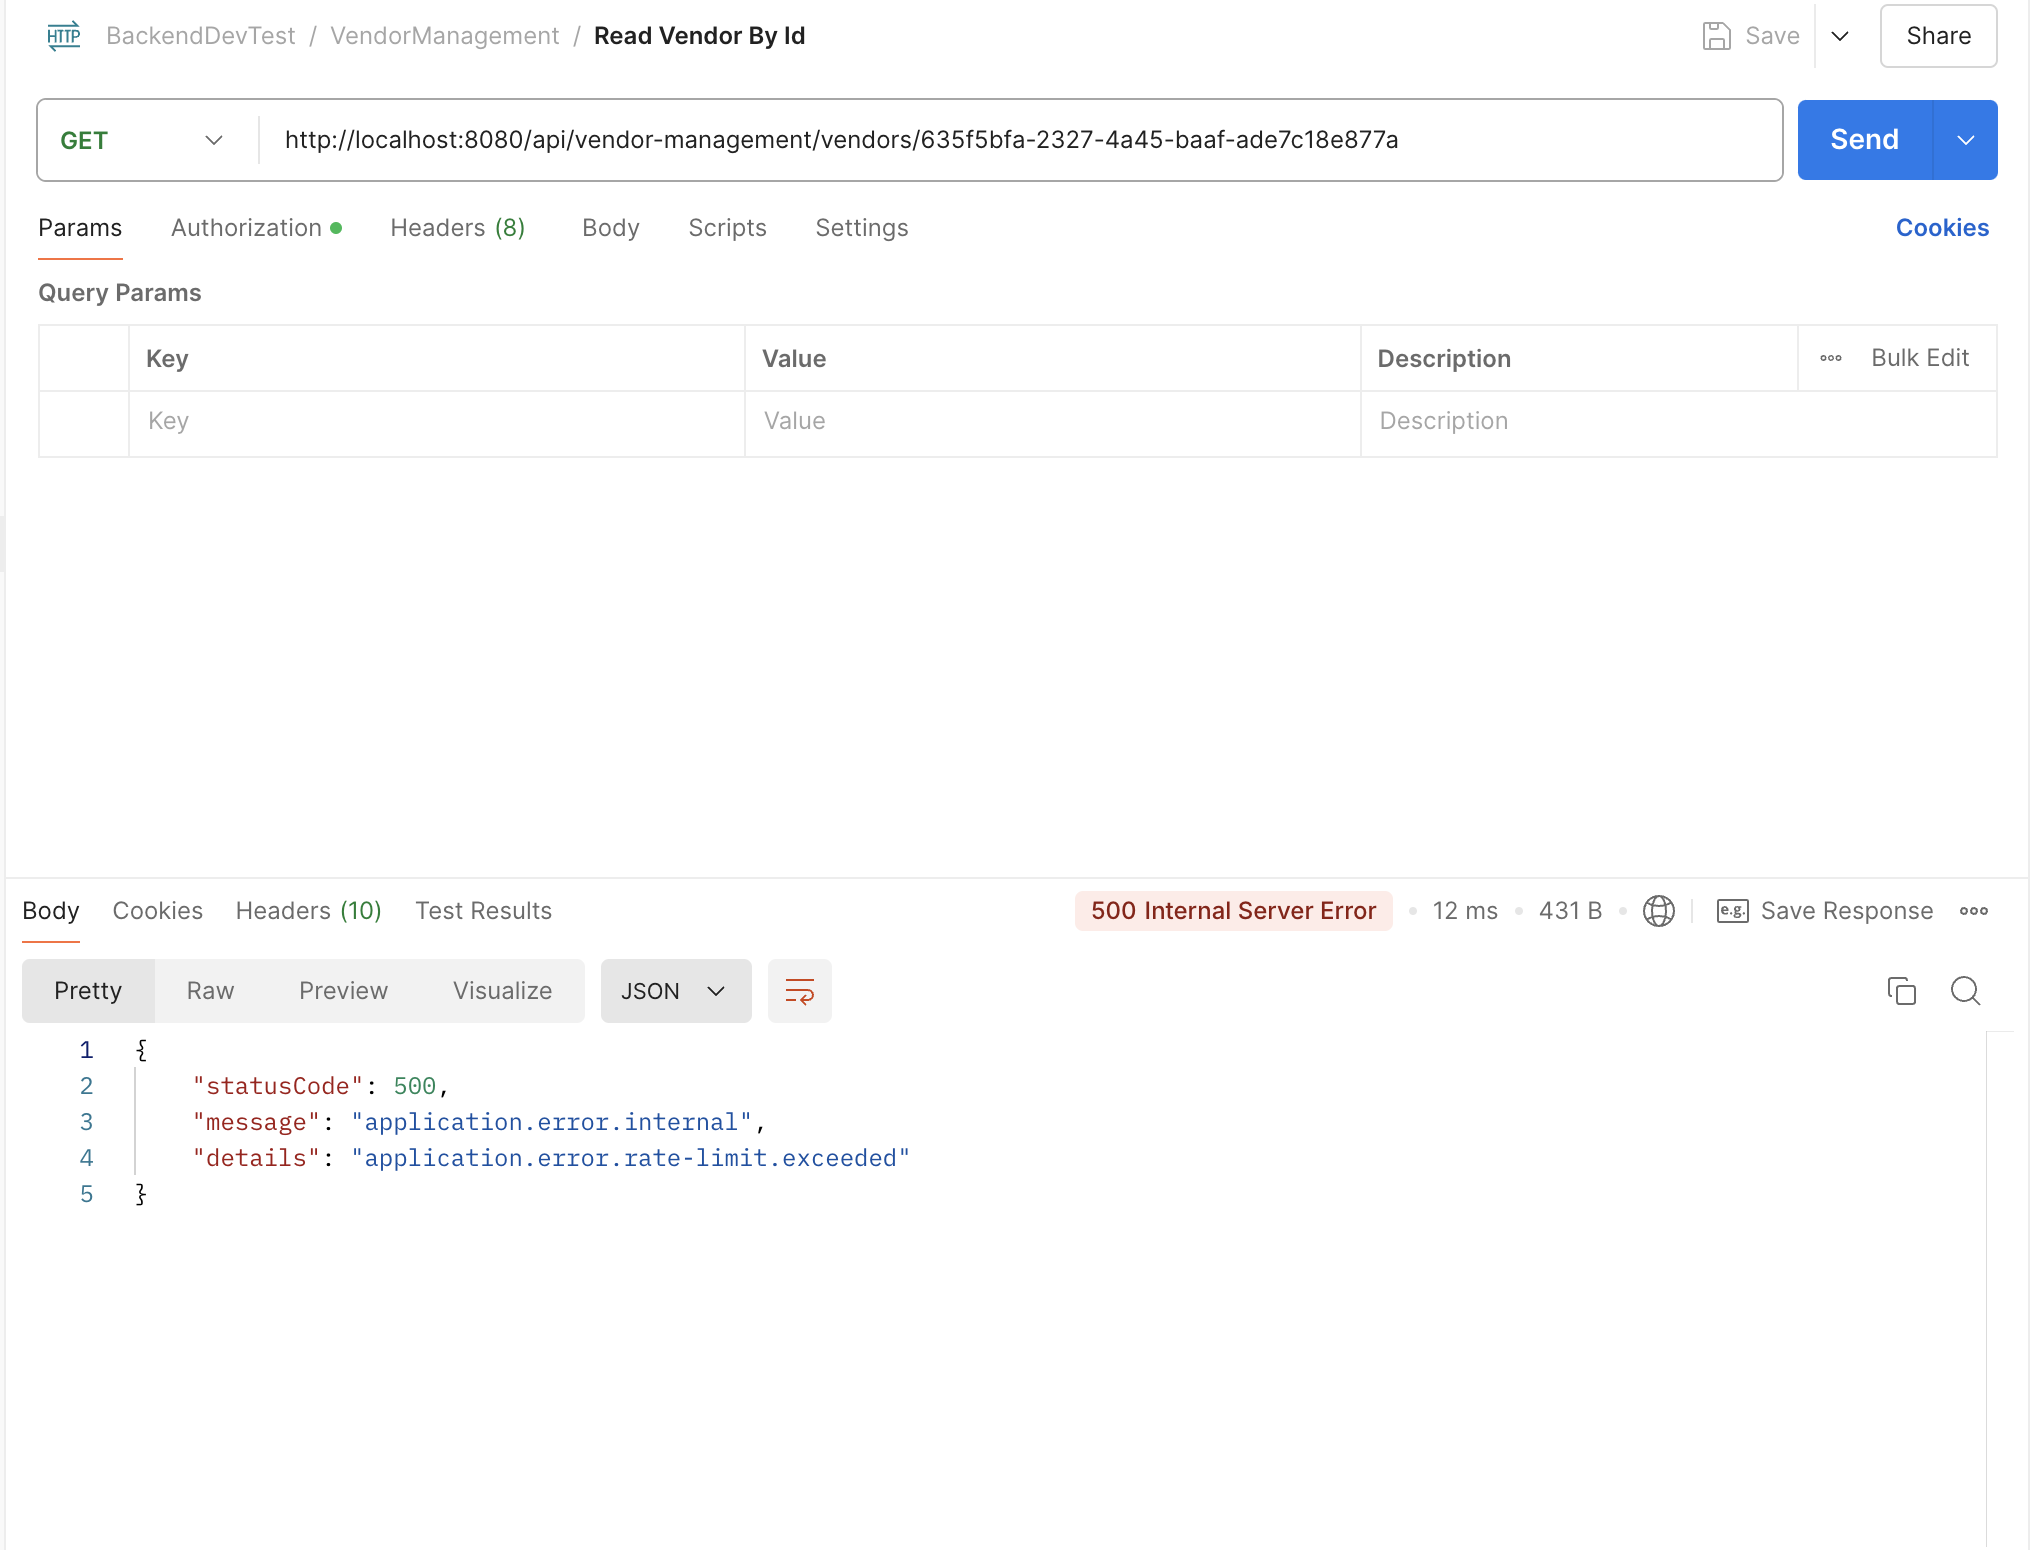 HTTP BackendDevTest / VendorManagement / Read Vendor By Id Save Share
GET http://localhost:8080/api/vendor-management/vendors/635f5bfa-2327-4a45-baaf-ade7c18e877a Send
Params Authorization Headers (8) Body Scripts Settings Cookies
Query Params
Key Value Description Bulk Edit
Key Value Description
Body Cookies Headers (10) Test Results 500 Internal Server Error 12 ms 431 B e.g. Save Response
Pretty Raw Preview Visualize JSON
1 {
2 "statusCode": 500,
3 "message": "application.error.internal",
4 "details": "application.error.rate-limit.exceeded"
5 }